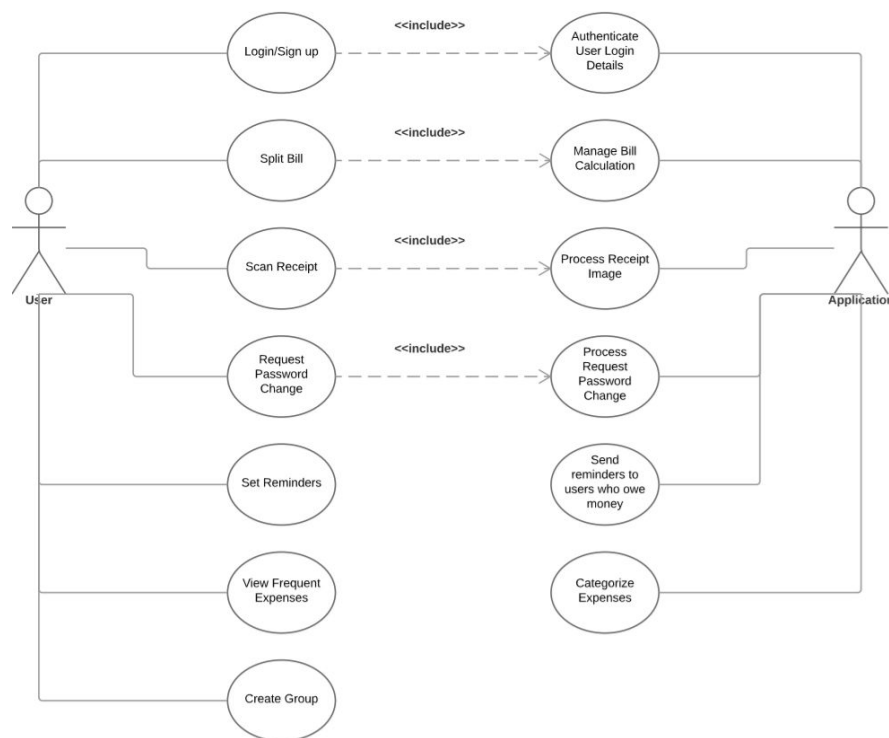 <<include>>
Login/Sign up
Authenticate
User Login
Details
<<include>>
Split Bill
Manage Bill
Calculation
<<include>>
Scan Receipt
Process Receipt
Image
User
Application
<<include>>
Request
Password
Change
Process
Request
Password
Change
Set Reminders
Send
reminders to
users who owe
money
View Frequent
Expenses
Categorize
Expenses
Create Group